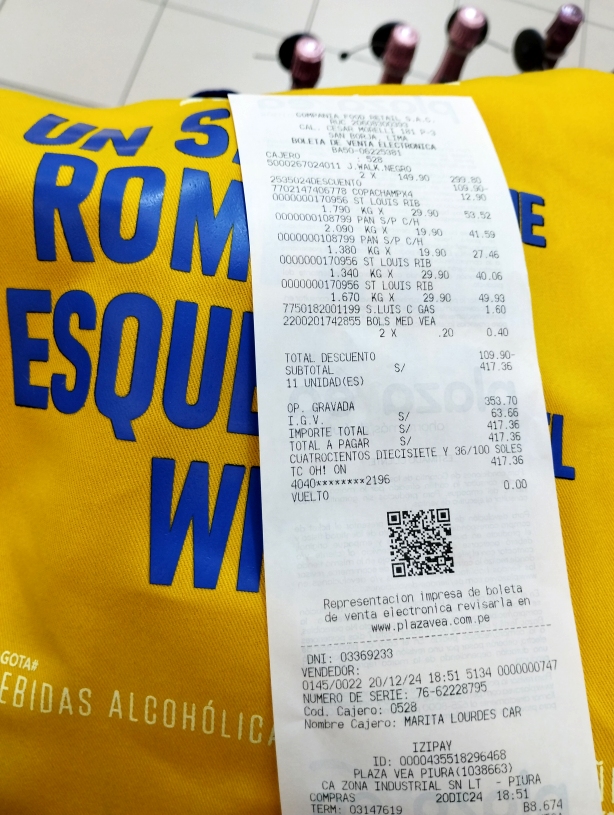 UN S
ROM
E
ESQUE
L
WI
GOTA#
EBIDAS ALCOHÓLICA
COMPANIA FOOD RETAIL S.A.C.
RUC 20608300393
CAL. CESAR MORELLI 181 P-3
SAN BORJA LIMA
BOLETA DE VENTA ELECTRONICA
BA50-06225381
CAJERO 528
5000267024011 J.WALK.NEGRO
2 X 149.90 299.80
2535024DESCUENTO 109.90-
7702147406778 COPACHAMPX4 12.90
0000000170956 ST LOUIS RIB
1.790 KG X 29.90 53.52
0000000108799 PAN S/P C/H
2.090 KG X 19.90 41.59
0000000108799 PAN S/P C/H
1.380 KG X 19.90 27.46
0000000170956 ST LOUIS RIB
1.340 KG X 29.90 40.06
0000000170956 ST LOUIS RIB
1.670 KG X 29.90 49.93
7750182001199 S.LUIS C GAS 1.60
2200201742855 BOLS MED VEA
2 X .20 0.40
TOTAL DESCUENTO 109.90-
SUBTOTAL S/ 417.36
11 UNIDAD(ES)
OP. GRAVADA 353.70
I.G.V. S/ 63.66
IMPORTE TOTAL S/ 417.36
TOTAL A PAGAR S/ 417.36
CUATROCIENTOS DIECISIETE Y 36/100 SOLES
TC OH! ON 417.36
4040********2196
VUELTO 0.00
Representacion impresa de boleta
de venta electronica revisarla en
www.plazavea.com.pe
DNI: 03369233
VENDEDOR:
0145/0022 20/12/24 18:51 5134 0000000747
NUMERO DE SERIE: 76-62228795
Cod. Cajero: 0528
Nombre Cajero: MARITA LOURDES CAR
IZIPAY
ID: 0000435518296468
PLAZA VEA PIURA(1038663)
CA ZONA INDUSTRIAL SN LT - PIURA
COMPRAS 20DIC24 18:51
TERM: 03147619 B8.674